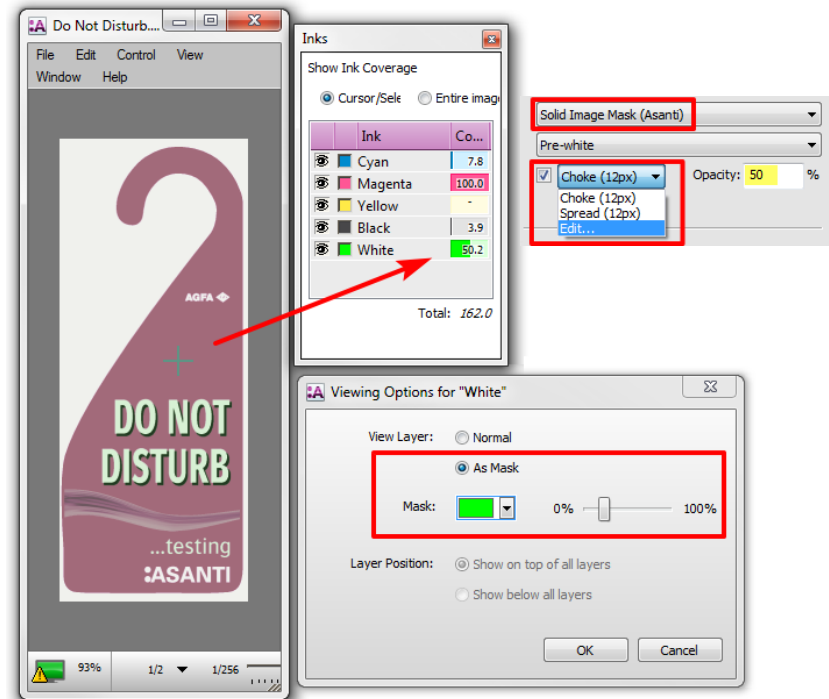 :A Do Not Disturb....
File Edit Control View
Window Help
AGFA
DO NOT
DISTURB
...testing
:ASANTI
93% 1/2 1/256
Inks
Show Ink Coverage
Cursor/Sele Entire imag
Ink Co...
Cyan 7.8
Magenta 100.0
Yellow -
Black 3.9
White 50.2
Total: 162.0
Solid Image Mask (Asanti)
Pre-white
Choke (12px) Opacity: 50 %
Choke (12px)
Spread (12px)
Edit...
:A Viewing Options for "White"
View Layer: Normal
As Mask
Mask: 0% 100%
Layer Position: Show on top of all layers
Show below all layers
OK Cancel